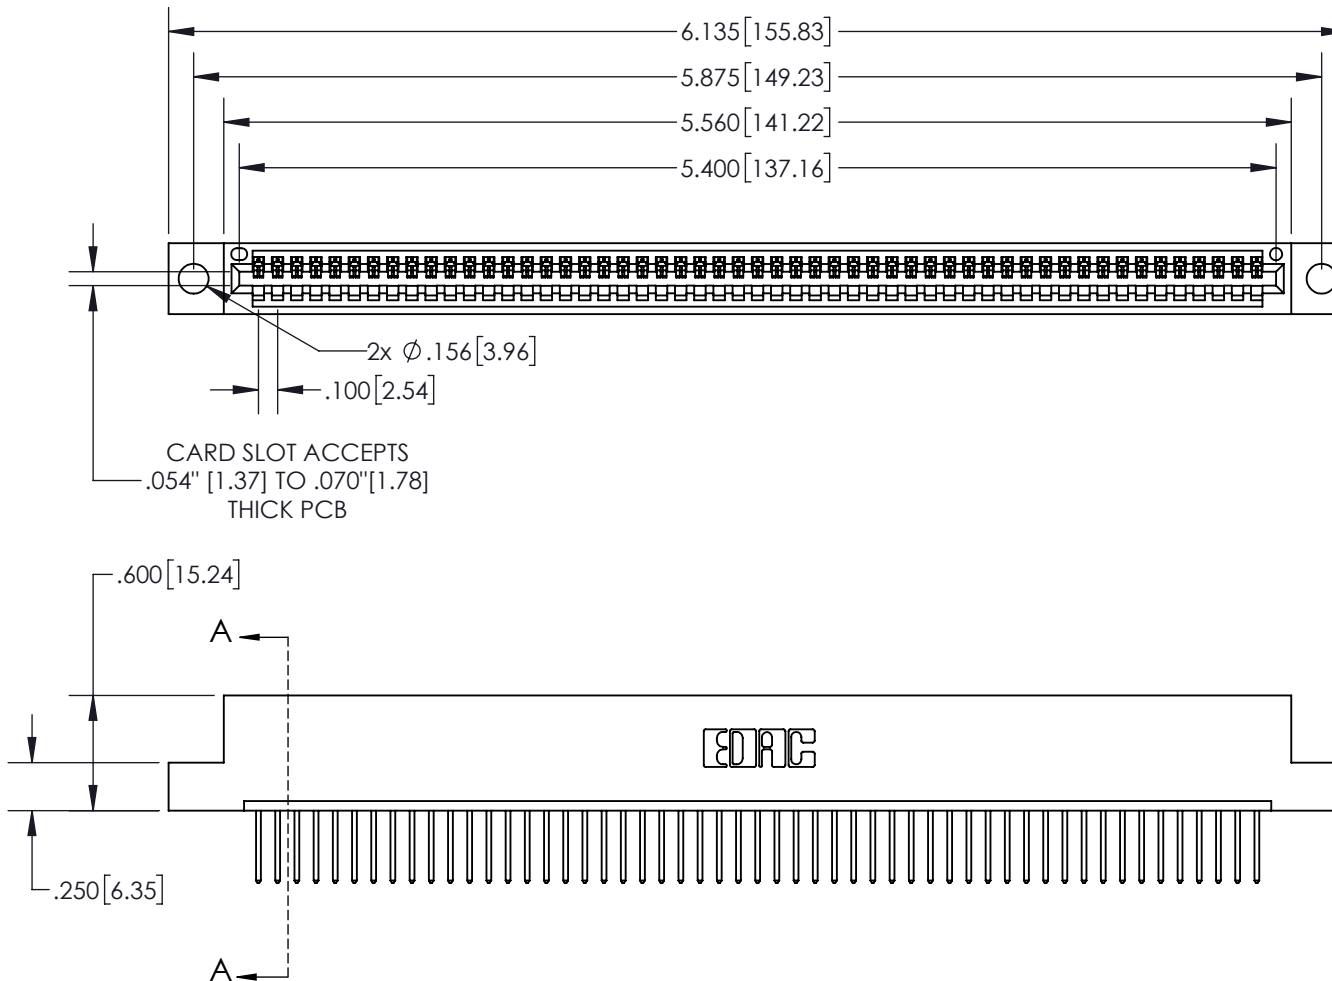 6.135[155.83]
5.875[149.23]
5.560[141.22]
5.400[137.16]
2x Ø.156[3.96]
.100[2.54]
CARD SLOT ACCEPTS
.054" [1.37] TO .070"[1.78]
THICK PCB
.600[15.24]
A
EDAC
.250[6.35]
A